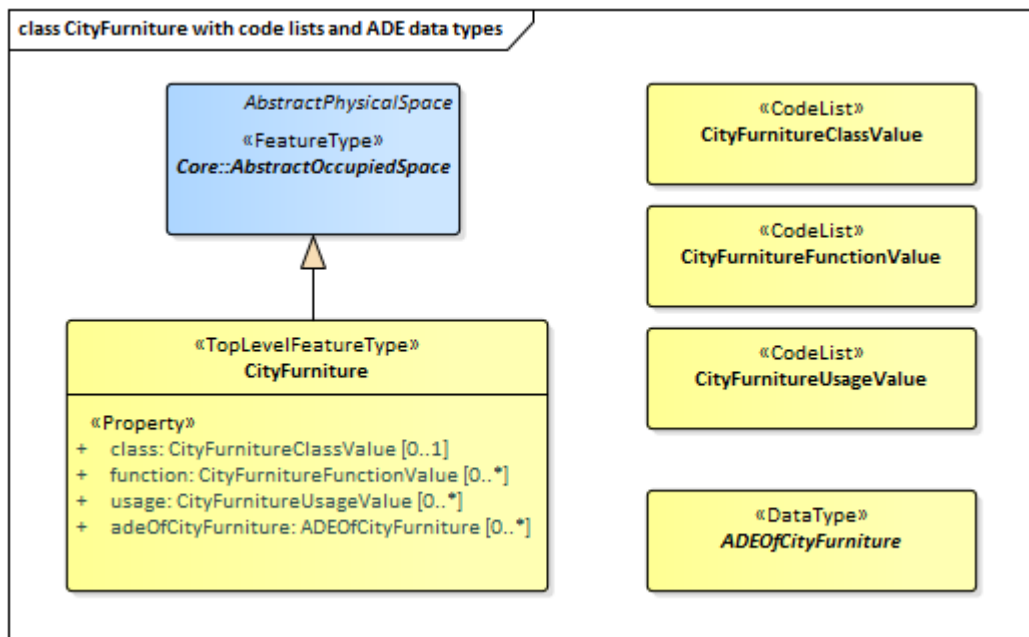 class CityFurniture with code lists and ADE data types
AbstractPhysicalSpace
«FeatureType»
Core::AbstractOccupiedSpace
«TopLevelFeatureType»
CityFurniture
«Property»
+ class: CityFurnitureClassValue [0..1]
+ function: CityFurnitureFunctionValue [0..*]
+ usage: CityFurnitureUsageValue [0..*]
+ adeOfCityFurniture: ADEOfCityFurniture [0..*]
«CodeList»
CityFurnitureClassValue
«CodeList»
CityFurnitureFunctionValue
«CodeList»
CityFurnitureUsageValue
«DataType»
ADEOfCityFurniture